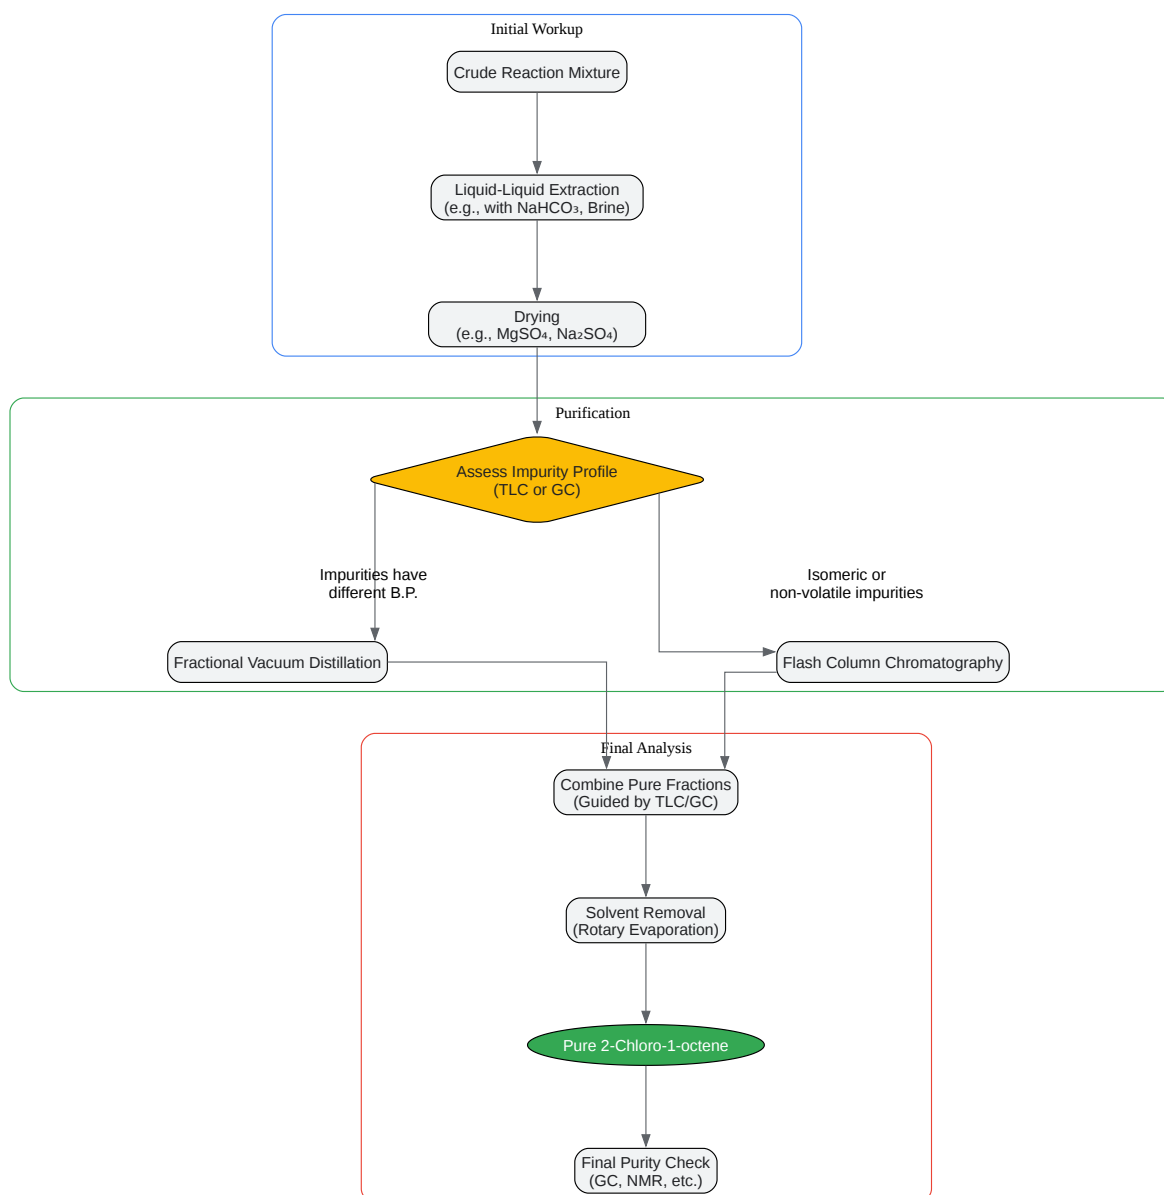 Initial Workup
Crude Reaction Mixture
Liquid-Liquid Extraction
(e.g., with NaHCO₃, Brine)
Drying
(e.g., MgSO₄, Na₂SO₄)
Purification
Assess Impurity Profile
(TLC or GC)
Impurities have
different B.P.
Isomeric or
non-volatile impurities
Fractional Vacuum Distillation
Flash Column Chromatography
Final Analysis
Combine Pure Fractions
(Guided by TLC/GC)
Solvent Removal
(Rotary Evaporation)
Pure 2-Chloro-1-octene
Final Purity Check
(GC, NMR, etc.)